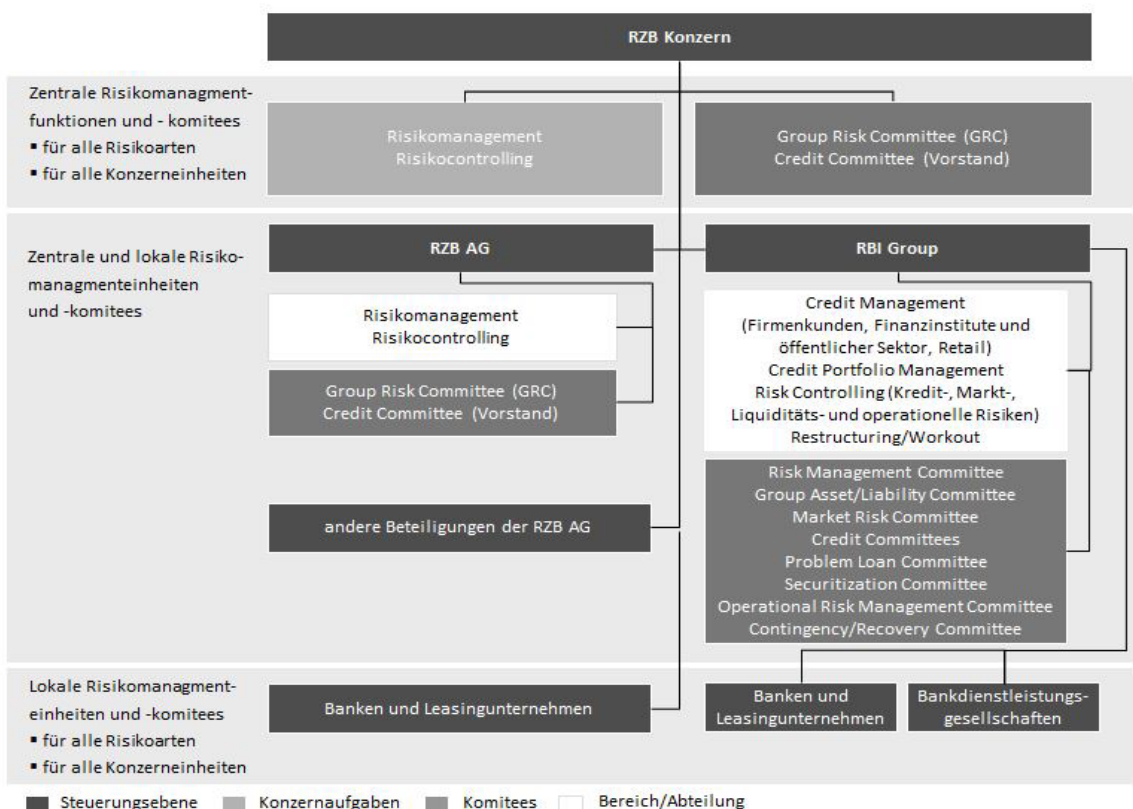 RZB Konzern
Zentrale Risikomanagment-
funktionen und - komitees
▪ für alle Risikoarten
▪ für alle Konzerneinheiten
Risikomanagement
Risikocontrolling
Group Risk Committee (GRC)
Credit Committee (Vorstand)
Zentrale und lokale Risiko-
managmenteinheiten
und -komitees
RZB AG
Risikomanagement
Risikocontrolling
Group Risk Committee (GRC)
Credit Committee (Vorstand)
andere Beteiligungen der RZB AG
RBI Group
Credit Management
(Firmenkunden, Finanzinstitute und
öffentlicher Sektor, Retail)
Credit Portfolio Management
Risk Controlling (Kredit-, Markt-,
Liquiditäts- und operationelle Risiken)
Restructuring/Workout
Risk Management Committee
Group Asset/Liability Committee
Market Risk Committee
Credit Committees
Problem Loan Committee
Securitization Committee
Operational Risk Management Committee
Contingency/Recovery Committee
Lokale Risikomanagment-
einheiten und -komitees
▪ für alle Risikoarten
▪ für alle Konzerneinheiten
Banken und Leasingunternehmen
Banken und
Leasingunternehmen
Bankdienstleistungs-
gesellschaften
Steuerungsebene
Konzernaufgaben
Komitees
Bereich/Abteilung